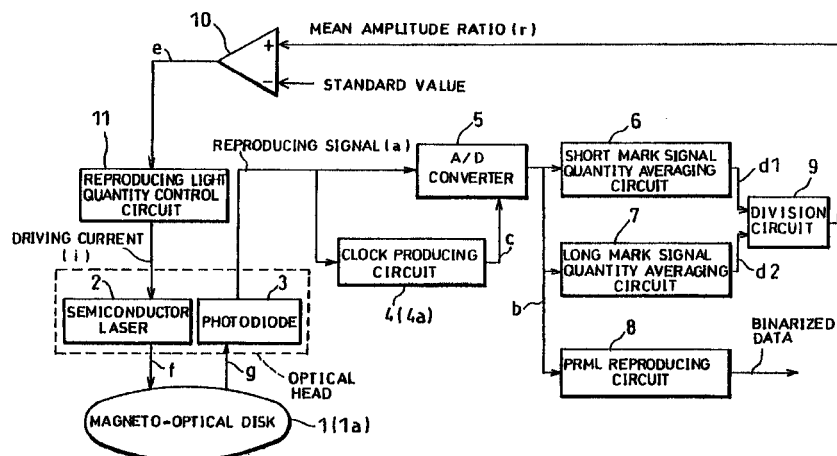 10
MEAN AMPLITUDE RATIO (r)
e
+
−
STANDARD VALUE
11
REPRODUCING SIGNAL (a)
5
6
REPRODUCING LIGHT
QUANTITY CONTROL
CIRCUIT
A/D
CONVERTER
SHORT MARK SIGNAL
QUANTITY AVERAGING
CIRCUIT
d1
9
DIVISION
CIRCUIT
DRIVING CURRENT
(i)
c
7
CLOCK PRODUCING
CIRCUIT
LONG MARK SIGNAL
QUANTITY AVERAGING
CIRCUIT
d2
2
3
4(4a)
b
SEMICONDUCTOR
LASER
PHOTODIODE
8
BINARIZED
DATA
PRML REPRODUCING
CIRCUIT
f
g
OPTICAL
HEAD
MAGNETO-OPTICAL DISK
1(1a)